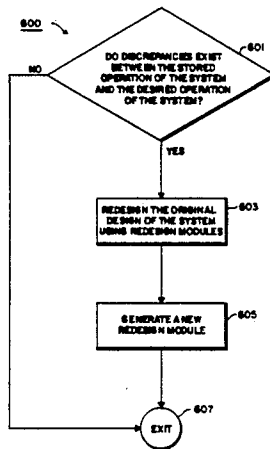 600
601
DO DISCREPANCIES EXIST
BETWEEN THE STORED
OPERATION OF THE SYSTEM
AND THE DESIRED OPERATION
OF THE SYSTEM?
NO
YES
603
REDESIGN THE ORIGINAL
DESIGN OF THE SYSTEM
USING REDESIGN MODULES
605
GENERATE A NEW
REDESIGN MODULE
607
EXIT